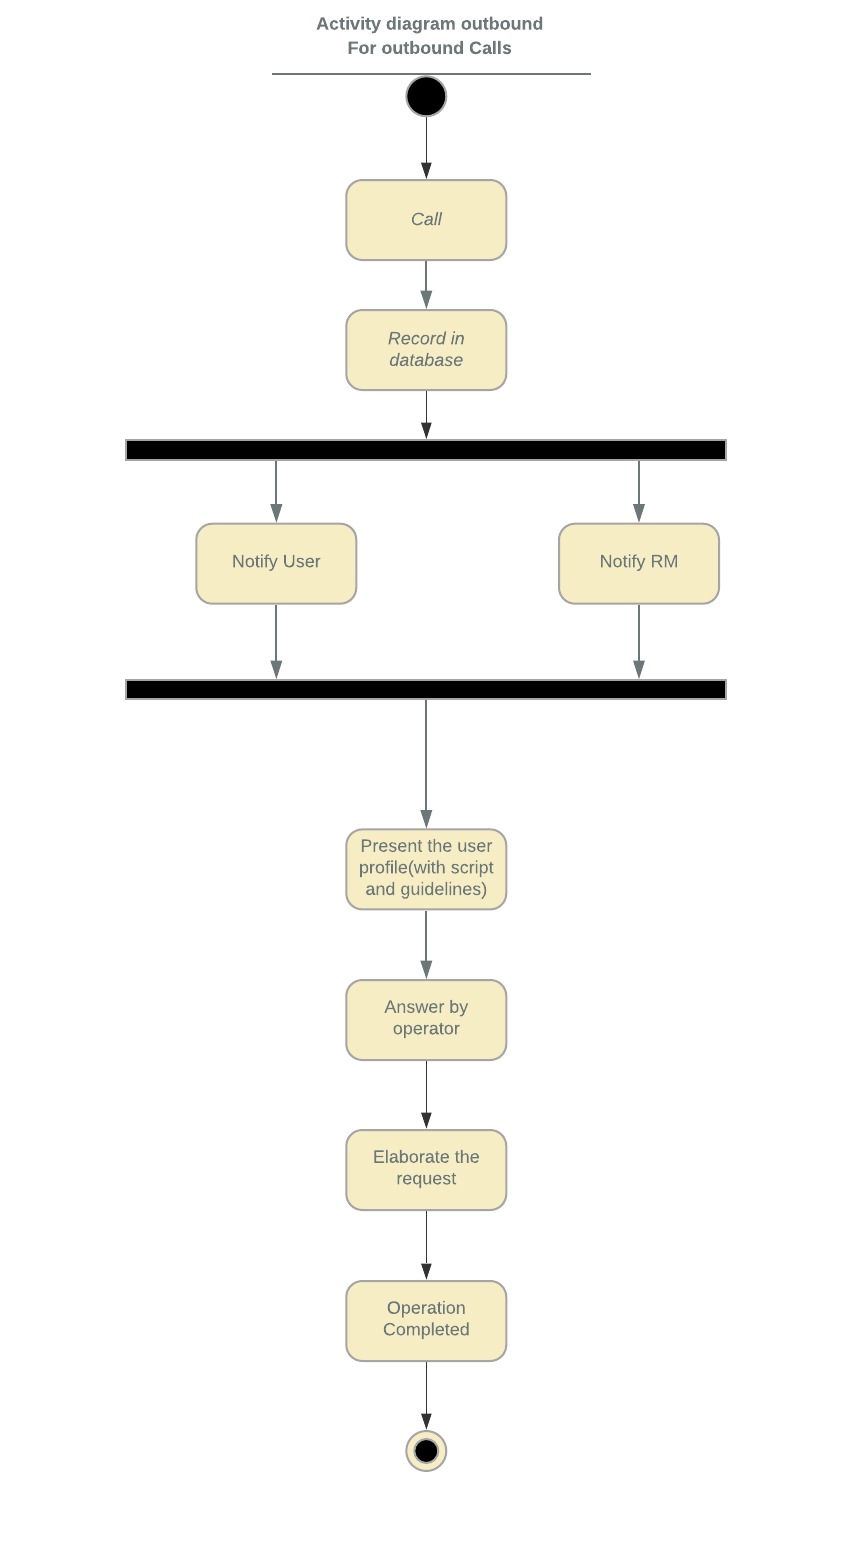 Activity diagram outbound
For outbound Calls
Call
Record in
database
Notify User
Notify RM
Present the user
profile(with script
and guidelines)
Answer by
operator
Elaborate the
request
Operation
Completed